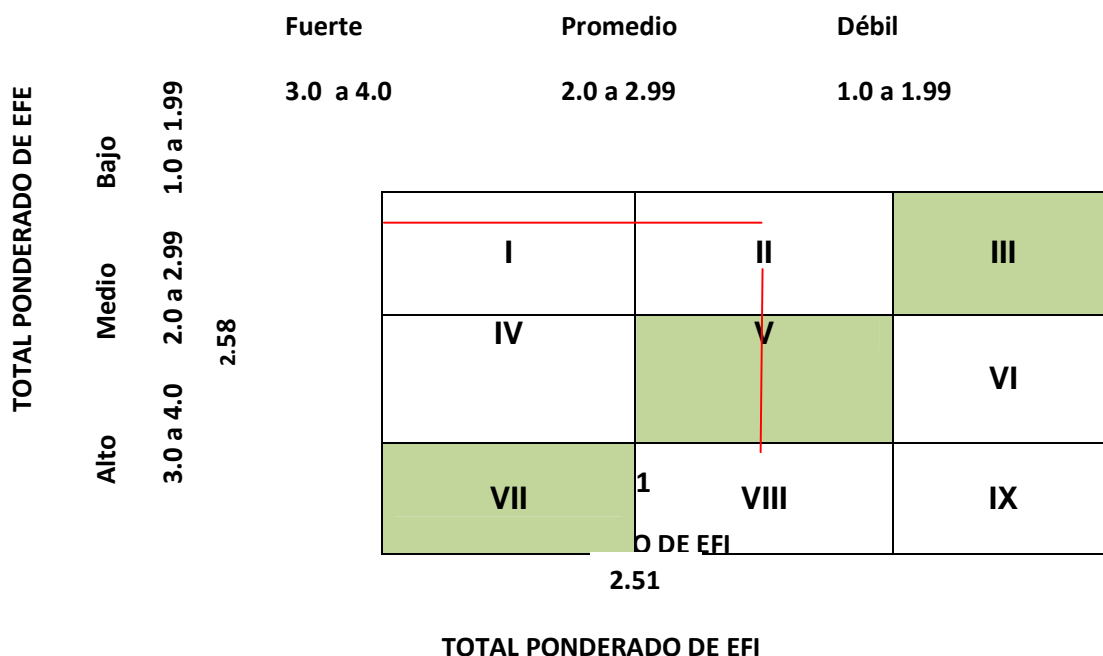 Fuerte Promedio Débil
3.0 a 4.0 2.0 a 2.99 1.0 a 1.99
TOTAL PONDERADO DE EFE
Bajo
1.0 a 1.99
Medio
2.0 a 2.99
Alto
3.0 a 4.0
2.58
I II III
IV V VI
VII VIII IX
1
O DE EFI
2.51
TOTAL PONDERADO DE EFI